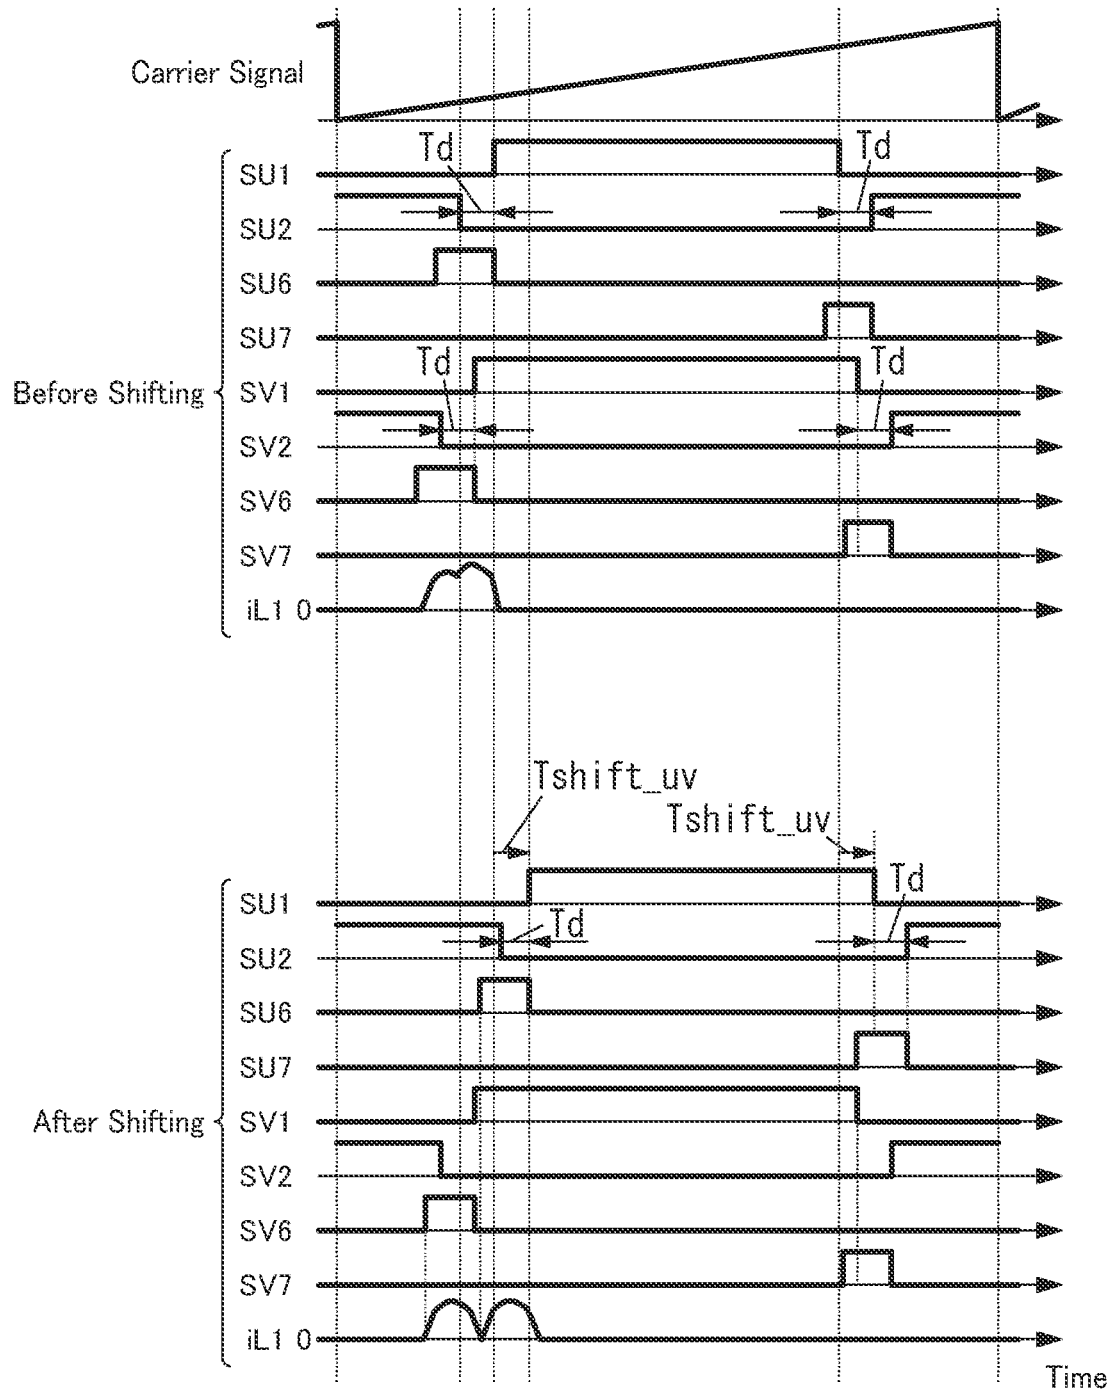 Carrier Signal
Before Shifting
Td
Td
SU1
SU2
SU6
SU7
Td
Td
SV1
SV2
SV6
SV7
iL1 0
Tshift_uv
Tshift_uv
After Shifting
SU1
Td
Td
SU2
SU6
SU7
SV1
SV2
SV6
SV7
iL1 0
Time